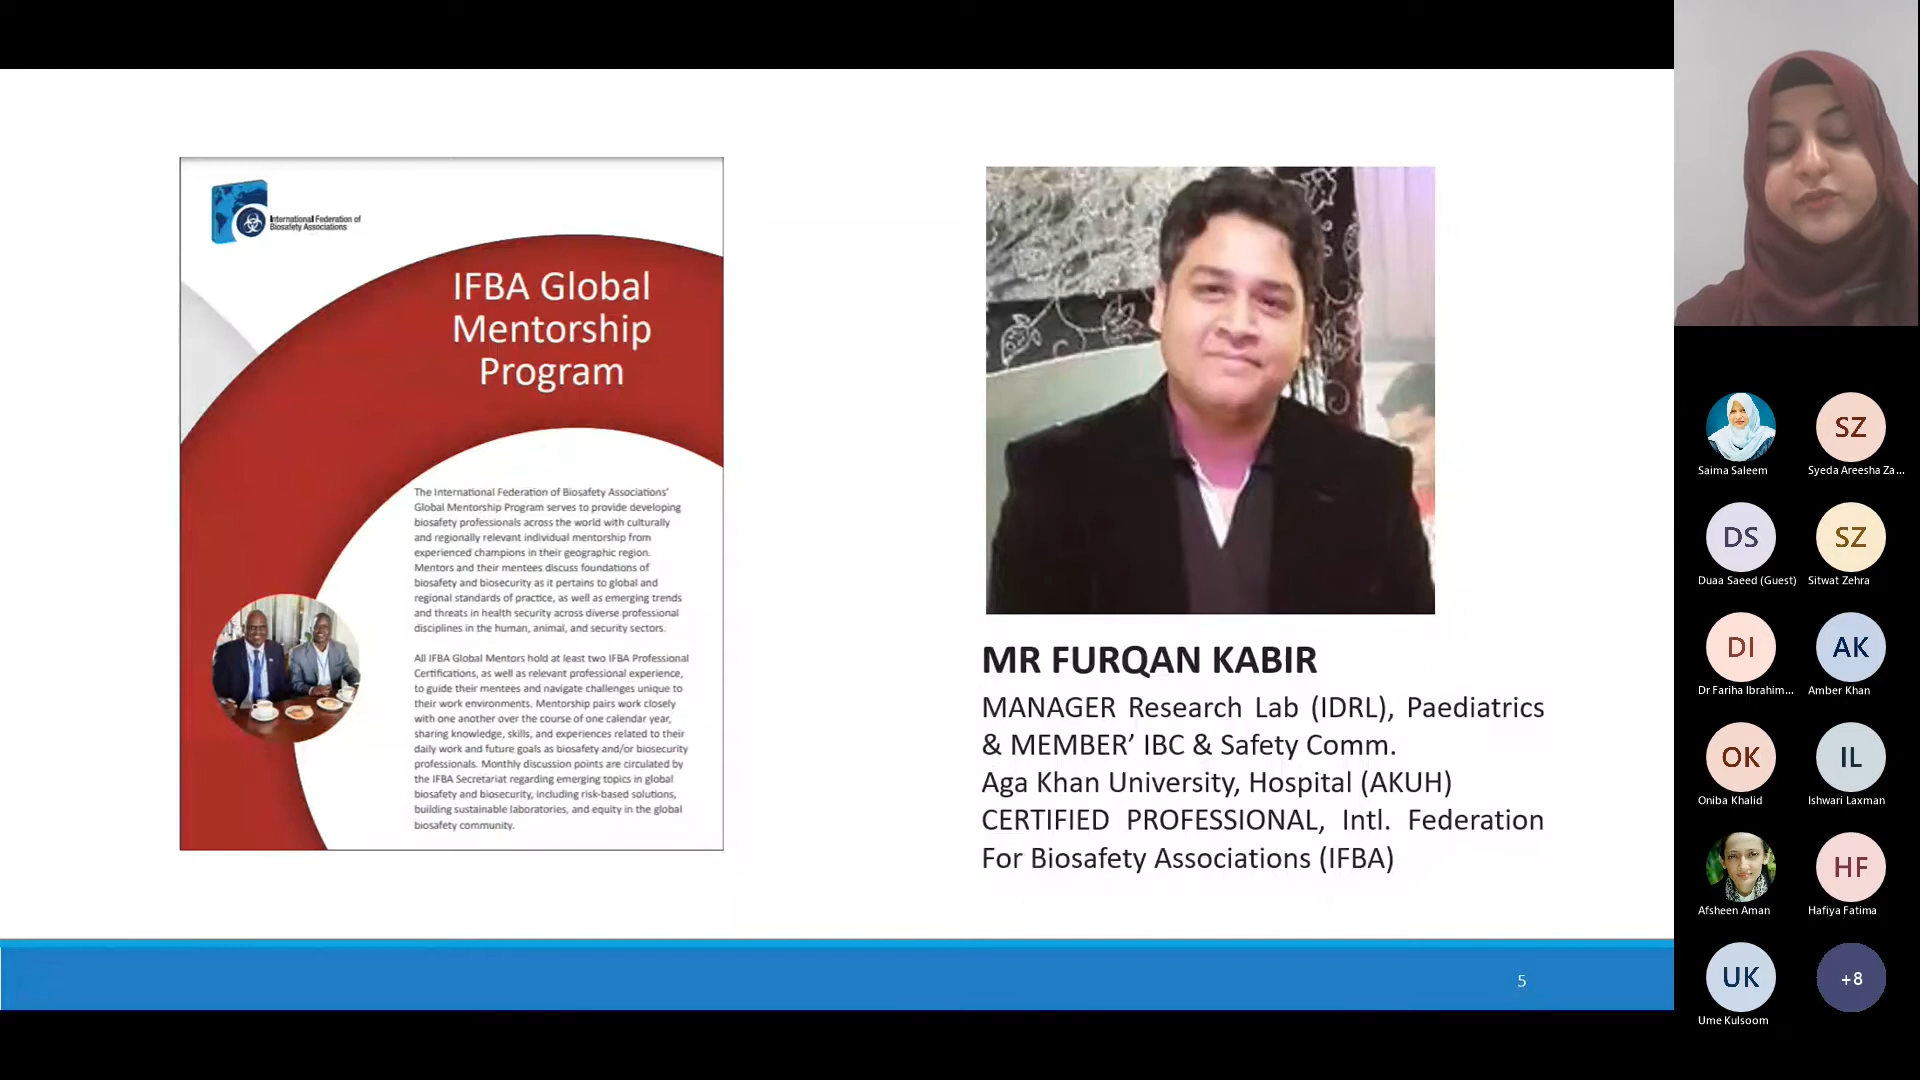 International Federation of
Biosafety Associations
IFBA Global
Mentorship
Program
The International Federation of Biosafety Associations'
Global Mentorship Program serves to provide developing
biosafety professionals across the world with culturally
and regionally relevant individual mentorship from
experienced champions in their geographic region.
Mentors and their mentees discuss foundations of
biosafety and biosecurity as it pertains to global and
regional standards of practice, as well as emerging trends
and threats in health security across diverse professional
disciplines in the human, animal, and security sectors.
All IFBA Global Mentors hold at least two IFBA Professional
Certifications, as well as relevant professional experience,
to guide their mentees and navigate challenges unique to
their work environments. Mentorship pairs work closely
with one another over the course of one calendar year,
sharing knowledge, skills, and experiences related to their
daily work and future goals as biosafety and/or biosecurity
professionals. Monthly discussion points are circulated by
the IFBA Secretariat regarding emerging topics in global
biosafety and biosecurity, including risk-based solutions,
building sustainable laboratories, and equity in the global
biosafety community.
MR FURQAN KABIR
MANAGER Research Lab (IDRL), Paediatrics
& MEMBER’ IBC & Safety Comm.
Aga Khan University, Hospital (AKUH)
CERTIFIED PROFESSIONAL, Intl. Federation
For Biosafety Associations (IFBA)
5
SZ
Saima Saleem
Syeda Areesha Za...
DS
SZ
Duaa Saeed (Guest)
Sitwat Zehra
DI
AK
Dr Fariha Ibrahim...
Amber Khan
OK
IL
Oniba Khalid
Ishwari Laxman
HF
Afsheen Aman
Hafiya Fatima
UK
+8
Ume Kulsoom